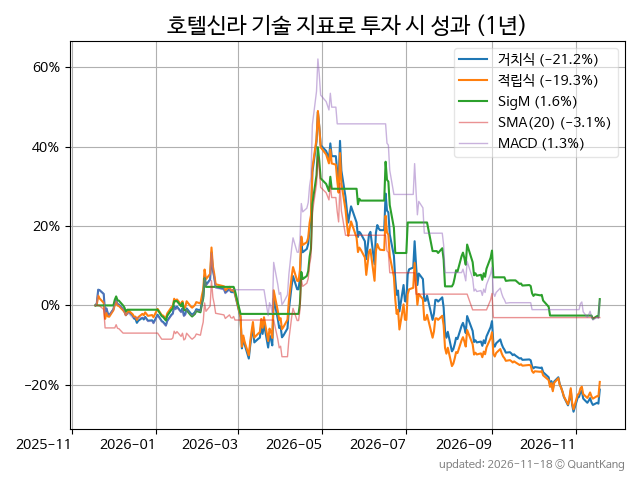 호텔신라 기술 지표로 투자 시 성과 (1년)
거치식 (−21.2%)
적립식 (−19.3%)
SigM (1.6%)
SMA(20) (−3.1%)
MACD (1.3%)
60%
40%
20%
0%
−20%
2025−11 2026−01 2026−03 2026−05 2026−07 2026−09 2026−11
updated: 2026−11−18 © QuantKang